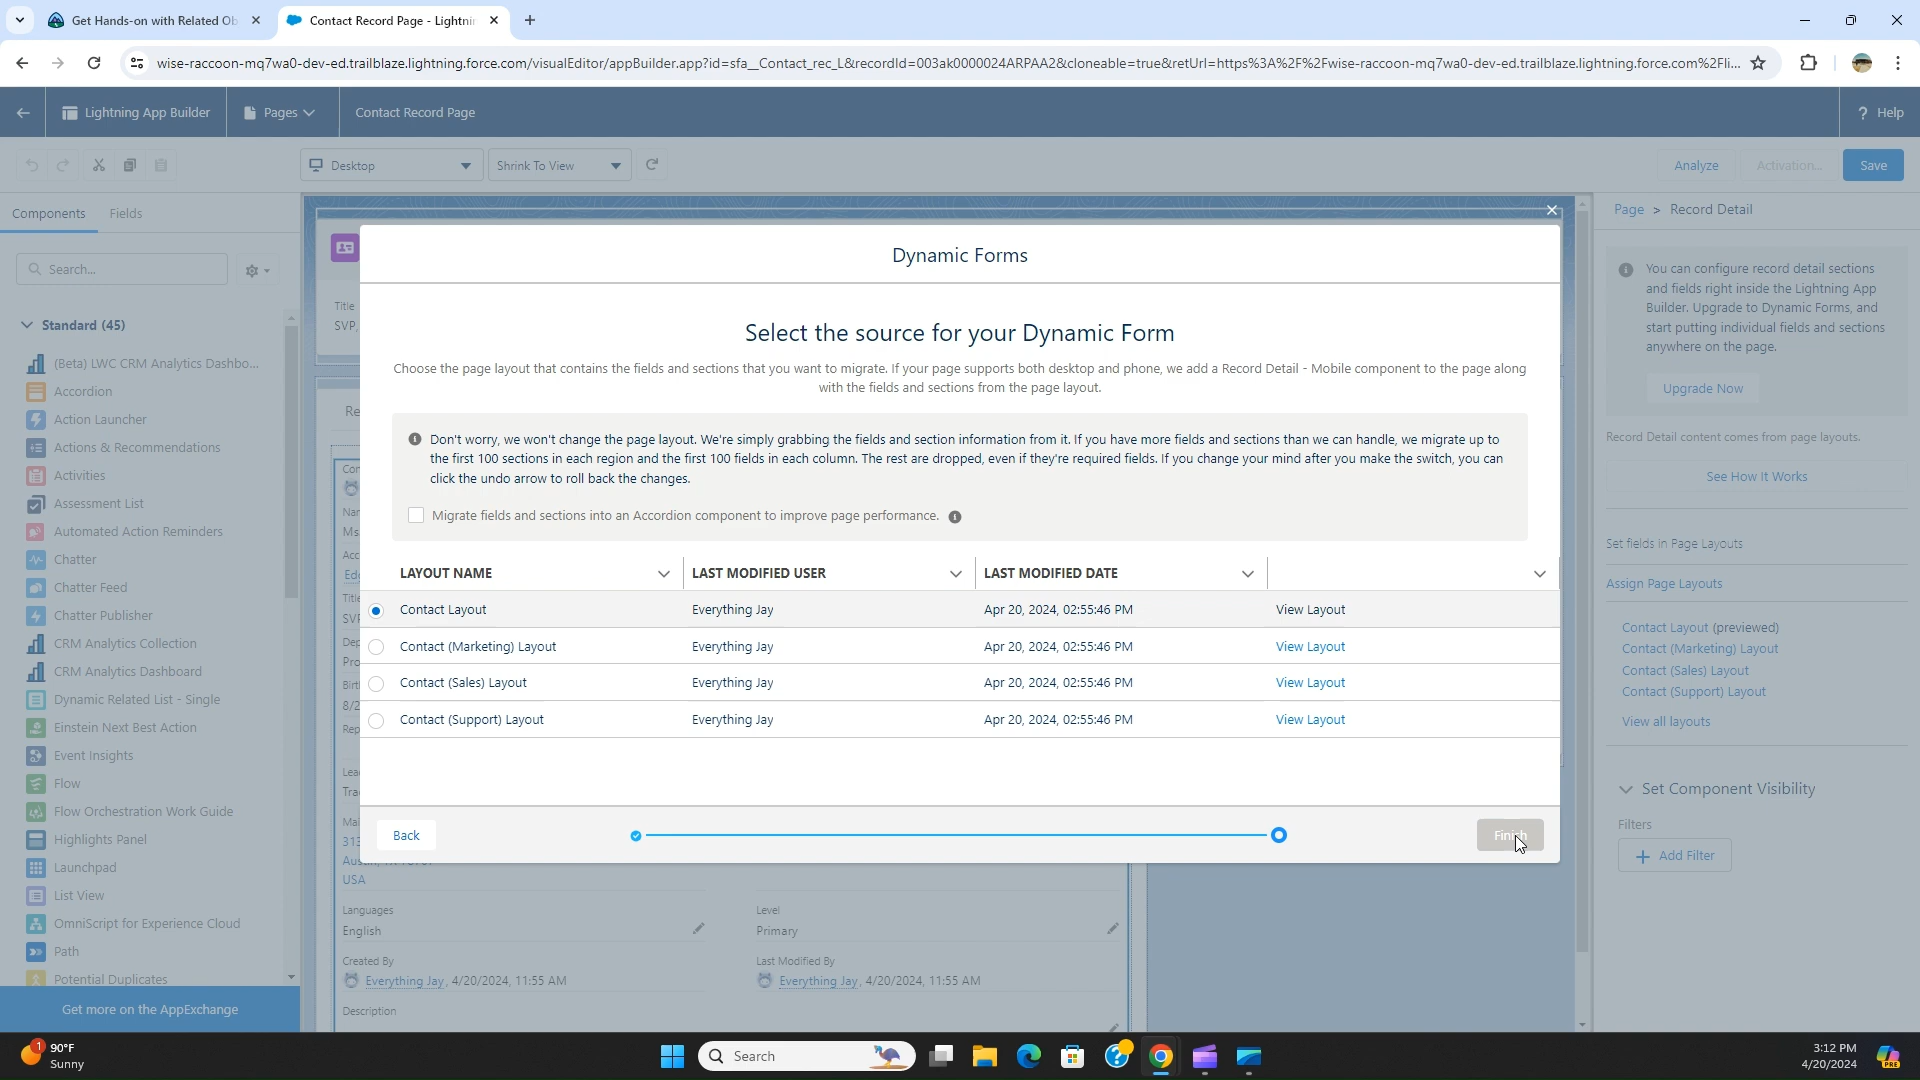 Get Hands-on with Related Ob
Contact Record Page - Lightni
wise-raccoon-mq7wa0-dev-ed.trailblaze.lightning.force.com/visualEditor/appBuilder.app?id=sfa__Contact_rec_L&recordId=003ak0000024ARPAA2&cloneable=true&retUrl=https%3A%2F%2Fwise-raccoon-mq7wa0-dev-ed.trailblaze.lightning.force.com%2Fli...
Lightning App Builder
Pages
Contact Record Page
? Help
Desktop
Shrink To View
Analyze
Activation...
Save
Components
Fields
Search...
Standard (45)
(Beta) LWC CRM Analytics Dashbo...
Accordion
Action Launcher
Actions & Recommendations
Activities
Assessment List
Automated Action Reminders
Chatter
Chatter Feed
Chatter Publisher
CRM Analytics Collection
CRM Analytics Dashboard
Dynamic Related List - Single
Einstein Next Best Action
Event Insights
Flow
Flow Orchestration Work Guide
Highlights Panel
Launchpad
List View
OmniScript for Experience Cloud
Path
Potential Duplicates
Get more on the AppExchange
Title
SVP,
Re
Con
Nar
Ms
Acc
Ed
Title
SVP
Dep
Pro
Birt
8/2
Rep
Lea
Tra
Mai
313
USA
Languages
English
Level
Primary
Created By
Everything Jay, 4/20/2024, 11:55 AM
Last Modified By
Everything Jay, 4/20/2024, 11:55 AM
Description
Dynamic Forms
Select the source for your Dynamic Form
Choose the page layout that contains the fields and sections that you want to migrate. If your page supports both desktop and phone, we add a Record Detail - Mobile component to the page along
with the fields and sections from the page layout.
Don't worry, we won't change the page layout. We're simply grabbing the fields and section information from it. If you have more fields and sections than we can handle, we migrate up to
the first 100 sections in each region and the first 100 fields in each column. The rest are dropped, even if they're required fields. If you change your mind after you make the switch, you can
click the undo arrow to roll back the changes.
Migrate fields and sections into an Accordion component to improve page performance.
LAYOUT NAME LAST MODIFIED USER LAST MODIFIED DATE
Contact Layout Everything Jay Apr 20, 2024, 02:55:46 PM View Layout
Contact (Marketing) Layout Everything Jay Apr 20, 2024, 02:55:46 PM View Layout
Contact (Sales) Layout Everything Jay Apr 20, 2024, 02:55:46 PM View Layout
Contact (Support) Layout Everything Jay Apr 20, 2024, 02:55:46 PM View Layout
Back
Finish
Page > Record Detail
You can configure record detail sections
and fields right inside the Lightning App
Builder. Upgrade to Dynamic Forms, and
start putting individual fields and sections
anywhere on the page.
Upgrade Now
Record Detail content comes from page layouts.
See How It Works
Set fields in Page Layouts
Assign Page Layouts
Contact Layout (previewed)
Contact (Marketing) Layout
Contact (Sales) Layout
Contact (Support) Layout
View all layouts
Set Component Visibility
Filters
+ Add Filter
1
90°F
Sunny
Search
3:12 PM
4/20/2024
PRE